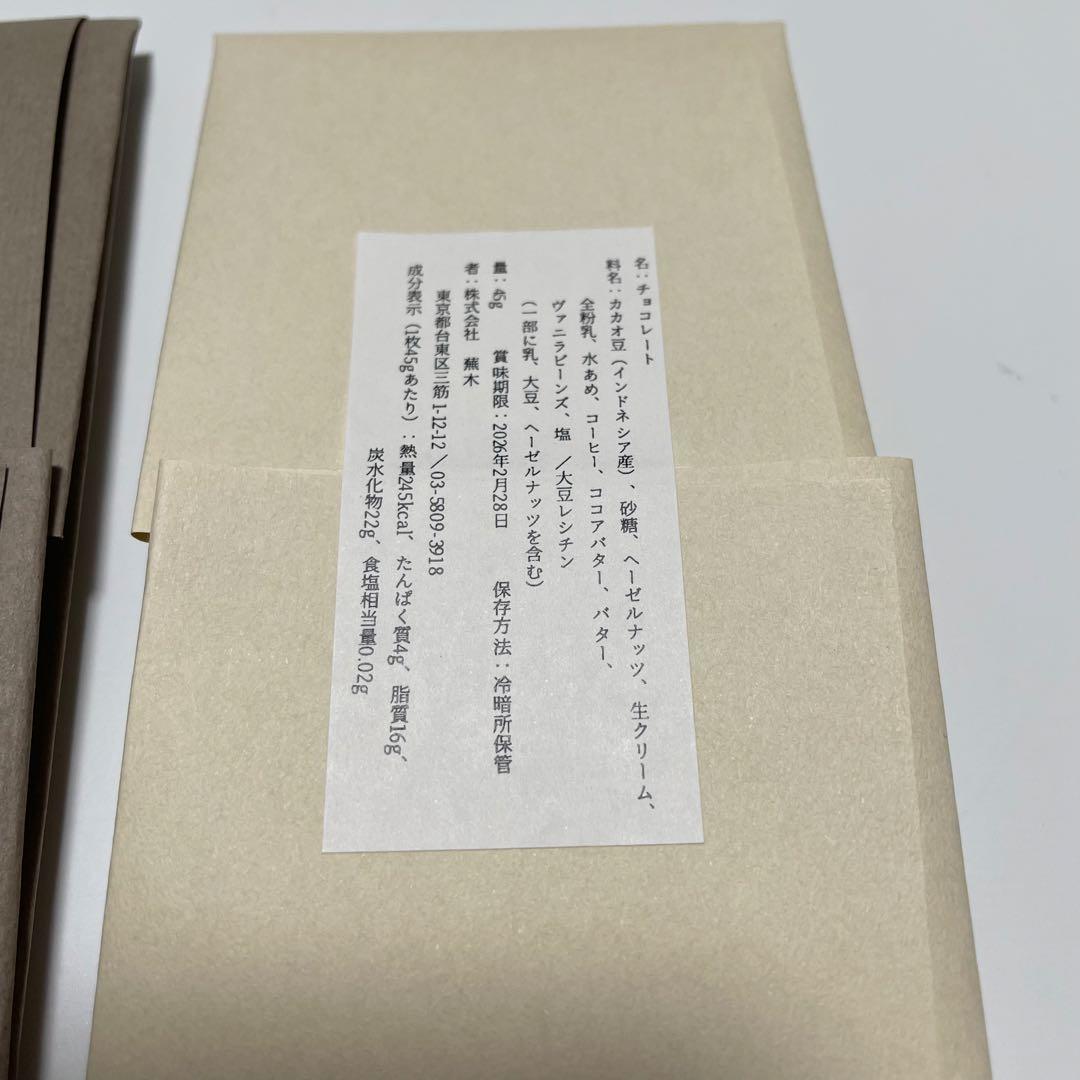 名：チョコレート
料名：カカオ豆（インドネシア産）、砂糖、ヘーゼルナッツ、生クリーム、
全粉乳、水あめ、コーヒー、ココアバター、バター、
ヴァニラビーンズ、塩 ／大豆レシチン
（一部に乳、大豆、ヘーゼルナッツを含む）
量：45g 賞味期限：2026年2月28日 保存方法：冷暗所保管
者：株式会社 蕪木
東京都台東区三筋1-12-12 ／03-5809-3918
成分表示（1枚45gあたり）：熱量245kcal、たんぱく質4g、脂質16g、
炭水化物22g、食塩相当量0.02g